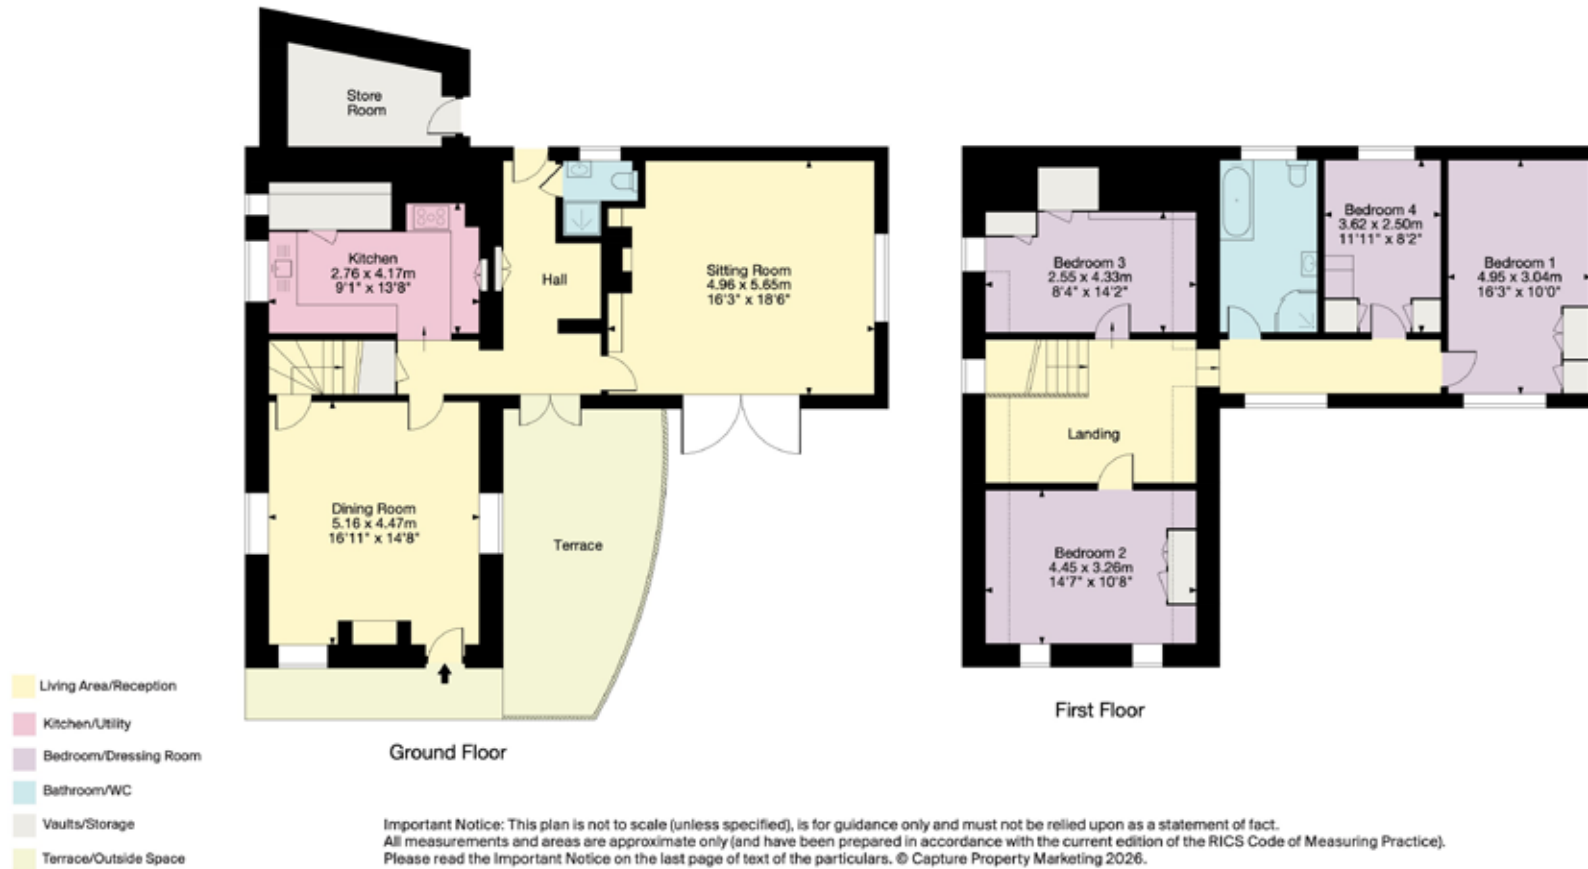 Store
Room
Kitchen
2.76 x 4.17m
9'1" x 13'8"
Hall
Sitting Room
4.96 x 5.65m
16'3" x 18'6"
Dining Room
5.16 x 4.47m
16'11" x 14'8"
Terrace
Ground Floor
Bedroom 3
2.55 x 4.33m
8'4" x 14'2"
Bedroom 4
3.62 x 2.50m
11'11" x 8'2"
Bedroom 1
4.95 x 3.04m
16'3" x 10'0"
Landing
Bedroom 2
4.45 x 3.26m
14'7" x 10'8"
First Floor
Living Area/Reception
Kitchen/Utility
Bedroom/Dressing Room
Bathroom/WC
Vaults/Storage
Terrace/Outside Space
Important Notice: This plan is not to scale (unless specified), is for guidance only and must not be relied upon as a statement of fact.
All measurements and areas are approximate only (and have been prepared in accordance with the current edition of the RICS Code of Measuring Practice).
Please read the Important Notice on the last page of text of the particulars. © Capture Property Marketing 2026.